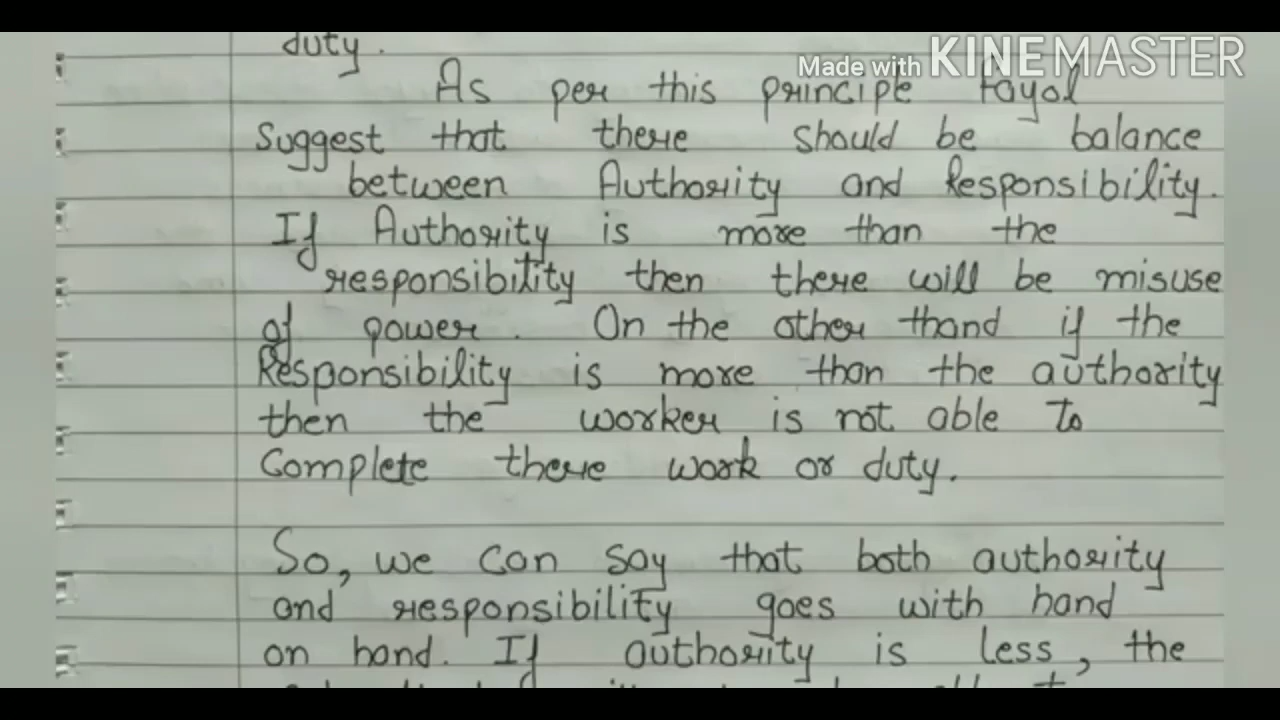 duty.
Made with KINEMASTER
As per this principle Fayol
Suggest that there should be balance
between Authority and Responsibility.
If Authority is more than the
responsibility then there will be misuse
of power. On the other thand if the
Responsibility is more than the authority
then the worker is not able to
Complete there work or duty.
So, we can say that both authority
and responsibility goes with hand
on hand. If authority is less, the